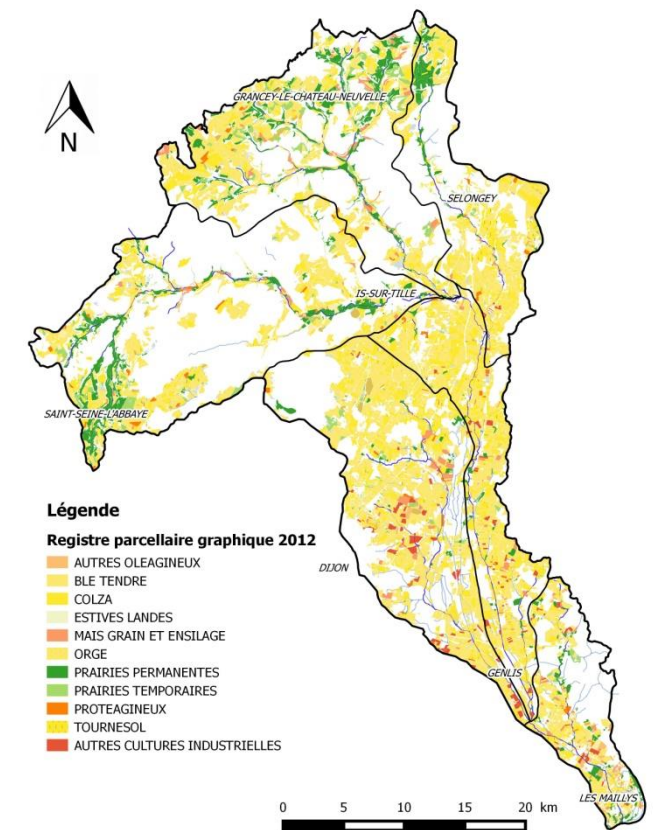 GRANCEY-LE-CHATEAU-NEUVELLE
N
SELONGEY
IS-SUR-TILLE
SAINT-SEINE-L'ABBAYE
Légende
Registre parcellaire graphique 2012
AUTRES OLEAGINEUX
BLE TENDRE
COLZA
ESTIVES LANDES
MAIS GRAIN ET ENSILAGE
ORGE
PRAIRIES PERMANENTES
PRAIRIES TEMPORAIRES
PROTEAGINEUX
TOURNESOL
AUTRES CULTURES INDUSTRIELLES
DIJON
GENLIS
LES MAILLYS
0 5 10 15 20 km